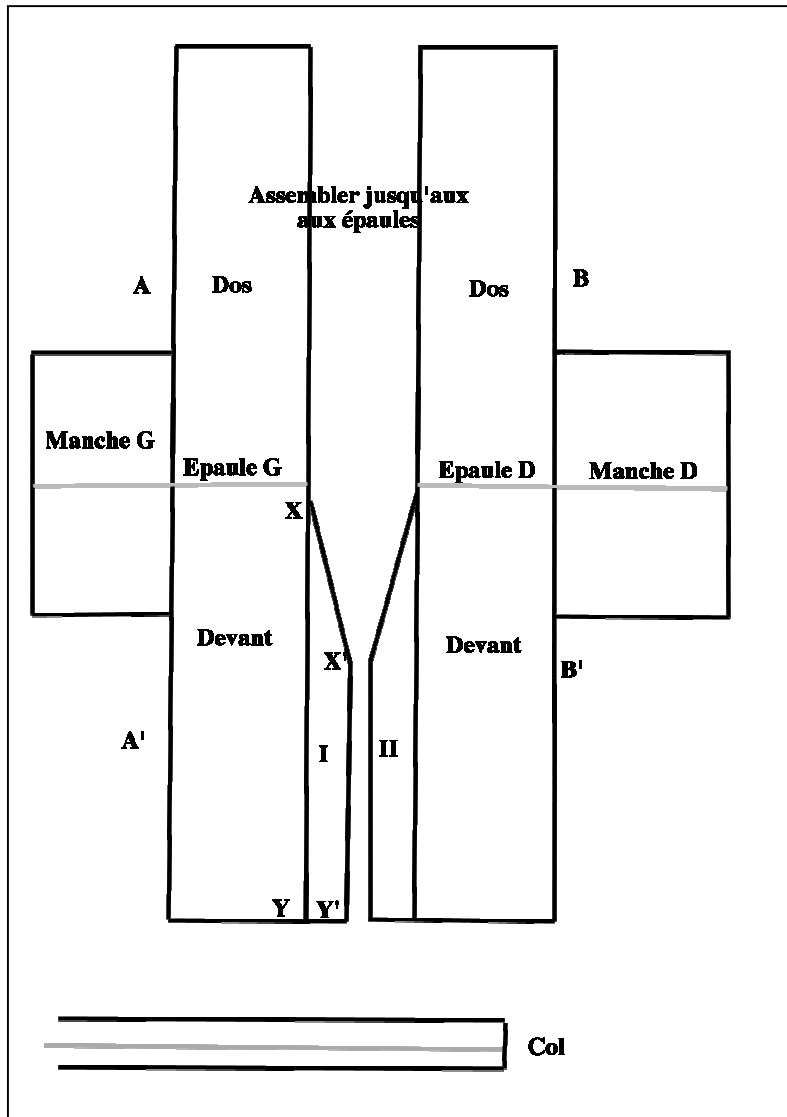 Assembler jusqu'aux
aux épaules
A
Dos
Dos
B
Manche G
Epaule G
Epaule D
Manche D
X
Devant
X'
Devant
B'
A'
I
II
Y
Y'
Col